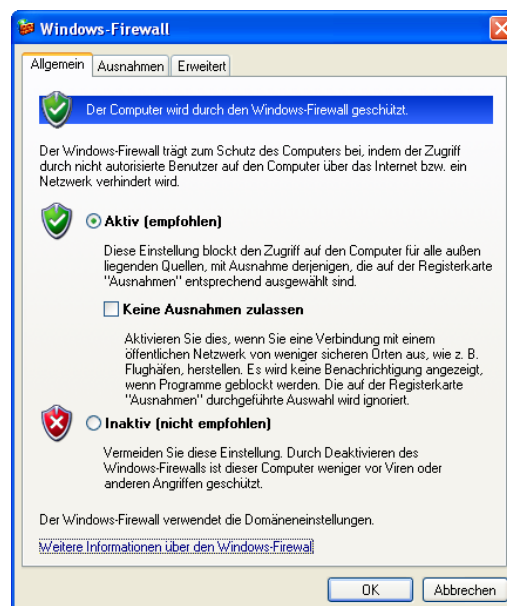 Windows-Firewall
Allgemein Ausnahmen Erweitert
Der Computer wird durch den Windows-Firewall geschützt.
Der Windows-Firewall trägt zum Schutz des Computers bei, indem der Zugriff
durch nicht autorisierte Benutzer auf den Computer über das Internet bzw. ein
Netzwerk verhindert wird.
Aktiv (empfohlen)
Diese Einstellung blockt den Zugriff auf den Computer für alle außen
liegenden Quellen, mit Ausnahme derjenigen, die auf der Registerkarte
"Ausnahmen" entsprechend ausgewählt sind.
Keine Ausnahmen zulassen
Aktivieren Sie dies, wenn Sie eine Verbindung mit einem
öffentlichen Netzwerk von weniger sicheren Orten aus, wie z. B.
Flughäfen, herstellen. Es wird keine Benachrichtigung angezeigt,
wenn Programme geblockt werden. Die auf der Registerkarte
"Ausnahmen" durchgeführte Auswahl wird ignoriert.
Inaktiv (nicht empfohlen)
Vermeiden Sie diese Einstellung. Durch Deaktivieren des
Windows-Firewalls ist dieser Computer weniger vor Viren oder
anderen Angriffen geschützt.
Der Windows-Firewall verwendet die Domäneneinstellungen.
Weitere Informationen über den Windows-Firewal
OK Abbrechen